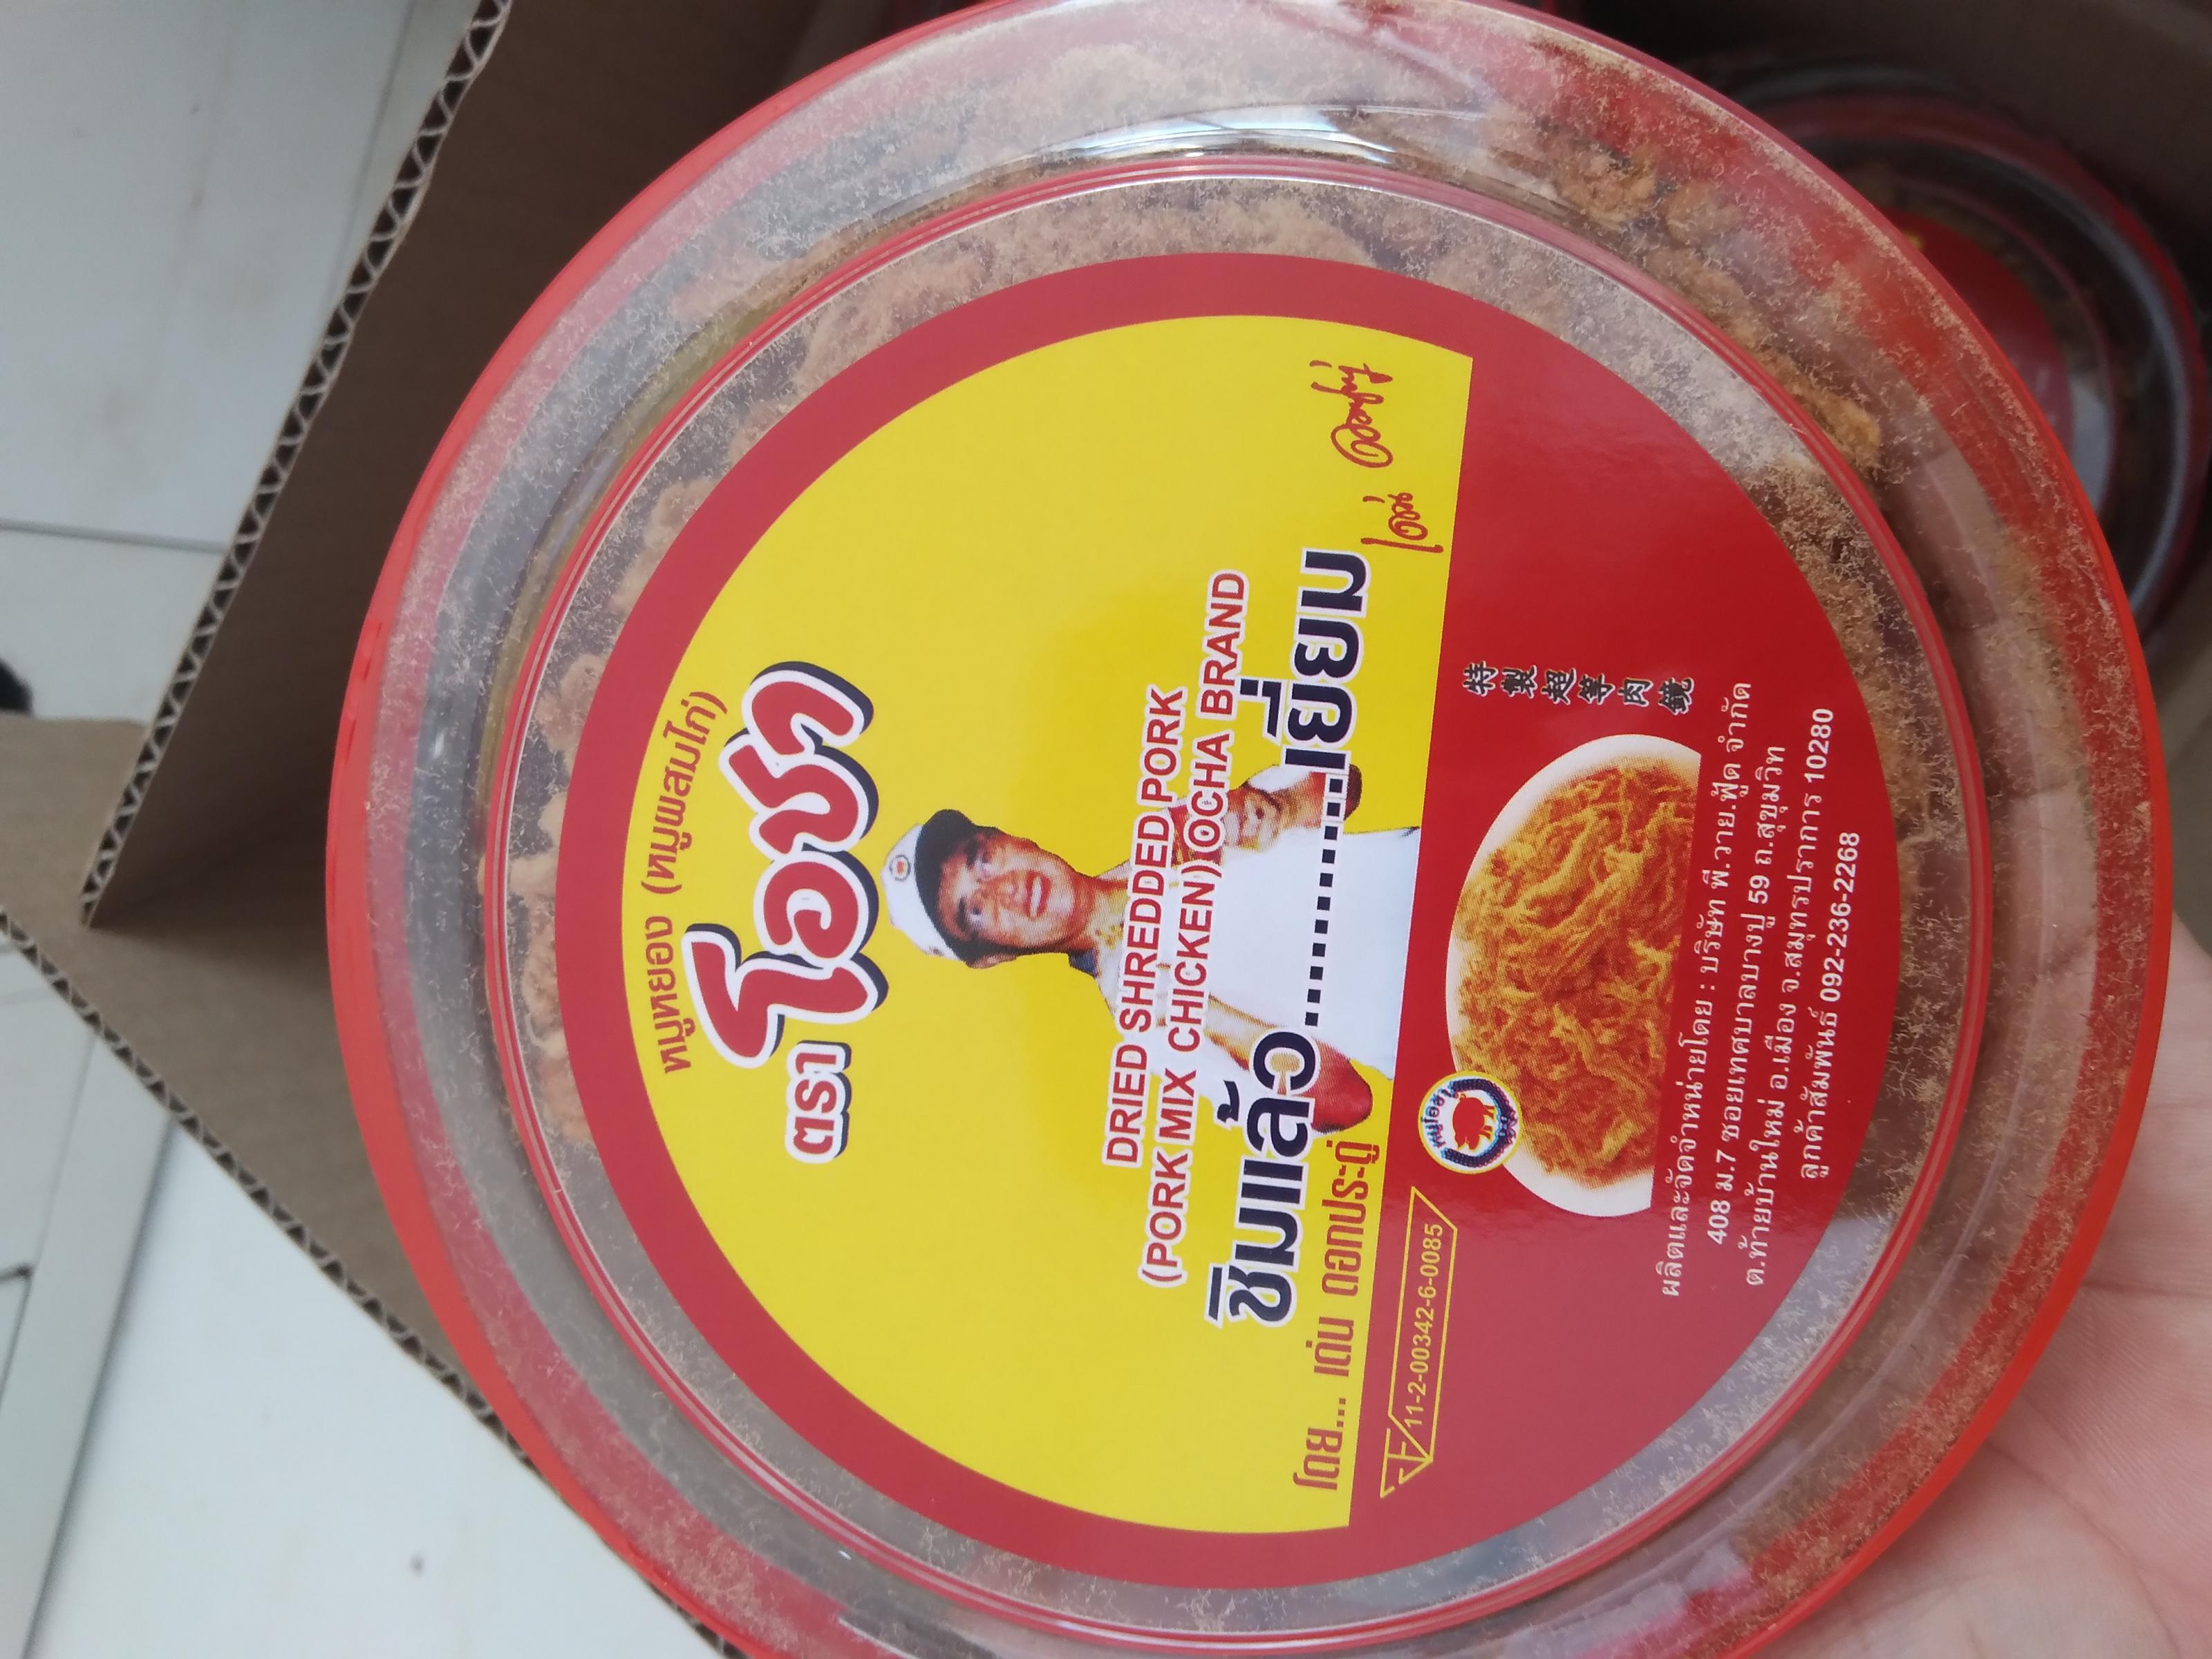 หมูหยอง (หมูผสมไก่)
ตรา โอชา
DRIED SHREDDED PORK
(PORK MIX CHICKEN) OCHA BRAND
ชิมแล้ว............เยี่ยม
โดย... เด่น ดอกประดู่
11-2-00342-6-0085
特製超等肉鏡
ผลิตและจัดจำหน่ายโดย : บริษัท พี.วาย.ฟู้ด จำกัด
408 ม.7 ซอยเทศบาลบางปู 59 ถ.สุขุมวิท
ต.ท้ายบ้านใหม่ อ.เมือง จ.สมุทรปราการ 10280
ลูกค้าสัมพันธ์ 092-236-2268